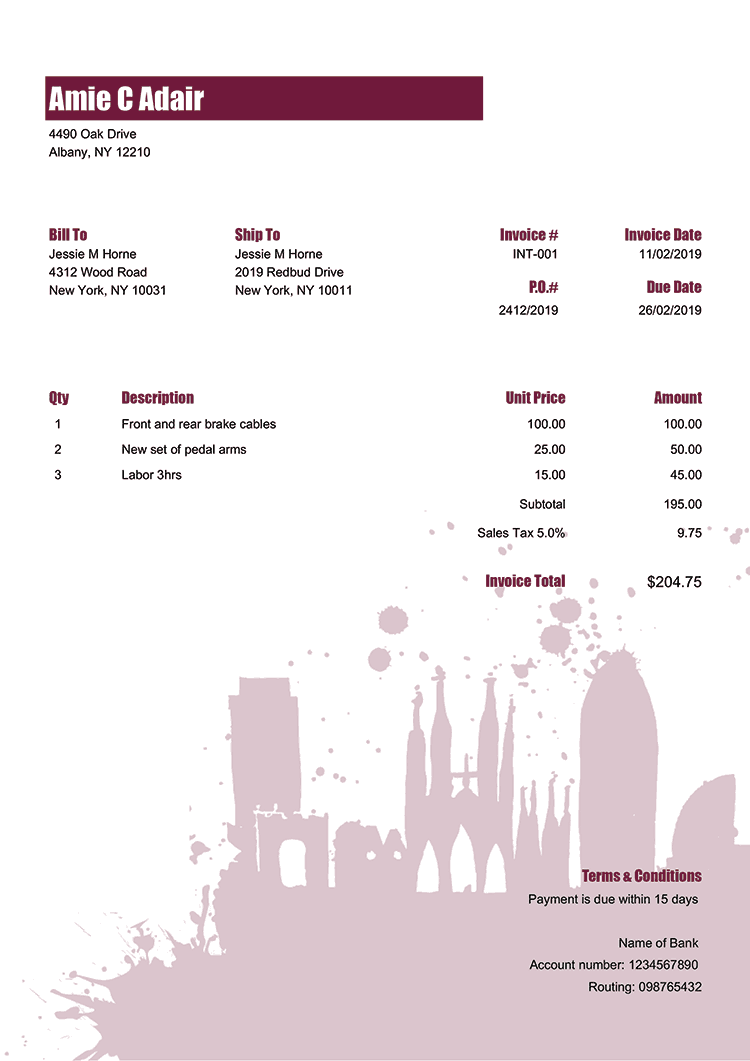 Amie C Adair
4490 Oak Drive
Albany, NY 12210
Bill To Ship To Invoice # Invoice Date
Jessie M Horne Jessie M Horne INT-001 11/02/2019
4312 Wood Road 2019 Redbud Drive P.O.# Due Date
New York, NY 10031 New York, NY 10011 2412/2019 26/02/2019
Qty Description Unit Price Amount
1 Front and rear brake cables 100.00 100.00
2 New set of pedal arms 25.00 50.00
3 Labor 3hrs 15.00 45.00
Subtotal 195.00
Sales Tax 5.0% 9.75
Invoice Total $204.75
Terms & Conditions
Payment is due within 15 days
Name of Bank
Account number: 1234567890
Routing: 098765432